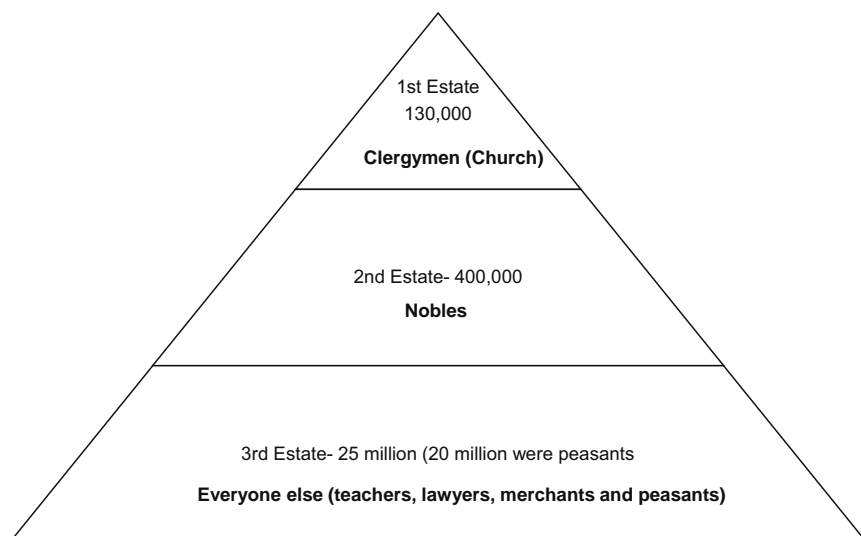 1st Estate
130,000
Clergymen (Church)
2nd Estate- 400,000
Nobles
3rd Estate- 25 million (20 million were peasants
Everyone else (teachers, lawyers, merchants and peasants)